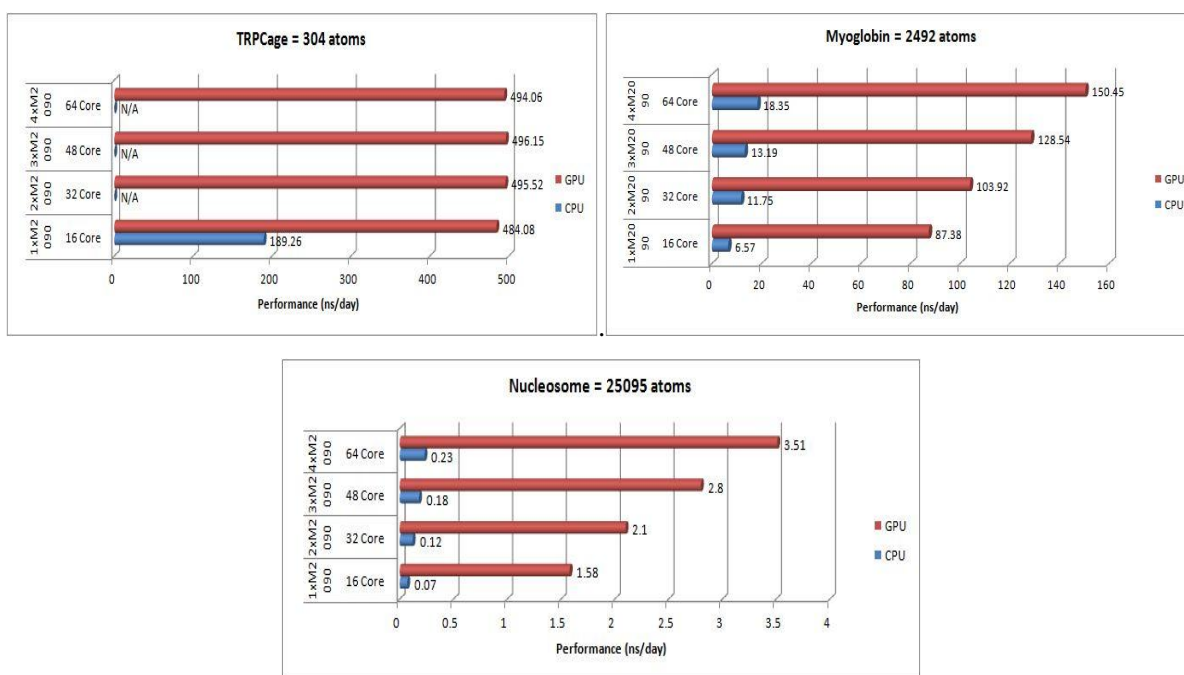 TRPCage = 304 atoms
4xM2
090
64 Core
494.06
N/A
3xM2
090
48 Core
496.15
N/A
2xM2
090
32 Core
495.52
N/A
1xM2
090
16 Core
484.08
189.26
GPU
CPU
0 100 200 300 400 500
Performance (ns/day)
Myoglobin = 2492 atoms
4xM20
90
64 Core
150.45
18.35
3xM20
90
48 Core
128.54
13.19
2xM20
90
32 Core
103.92
11.75
1xM20
90
16 Core
87.38
6.57
GPU
CPU
0 20 40 60 80 100 120 140 160
Performance (ns/day)
.
Nucleosome = 25095 atoms
4xM2
090
64 Core
3.51
0.23
3xM2
090
48 Core
2.8
0.18
2xM2
090
32 Core
2.1
0.12
1xM2
090
16 Core
1.58
0.07
GPU
CPU
0 0.5 1 1.5 2 2.5 3 3.5 4
Performance (ns/day)